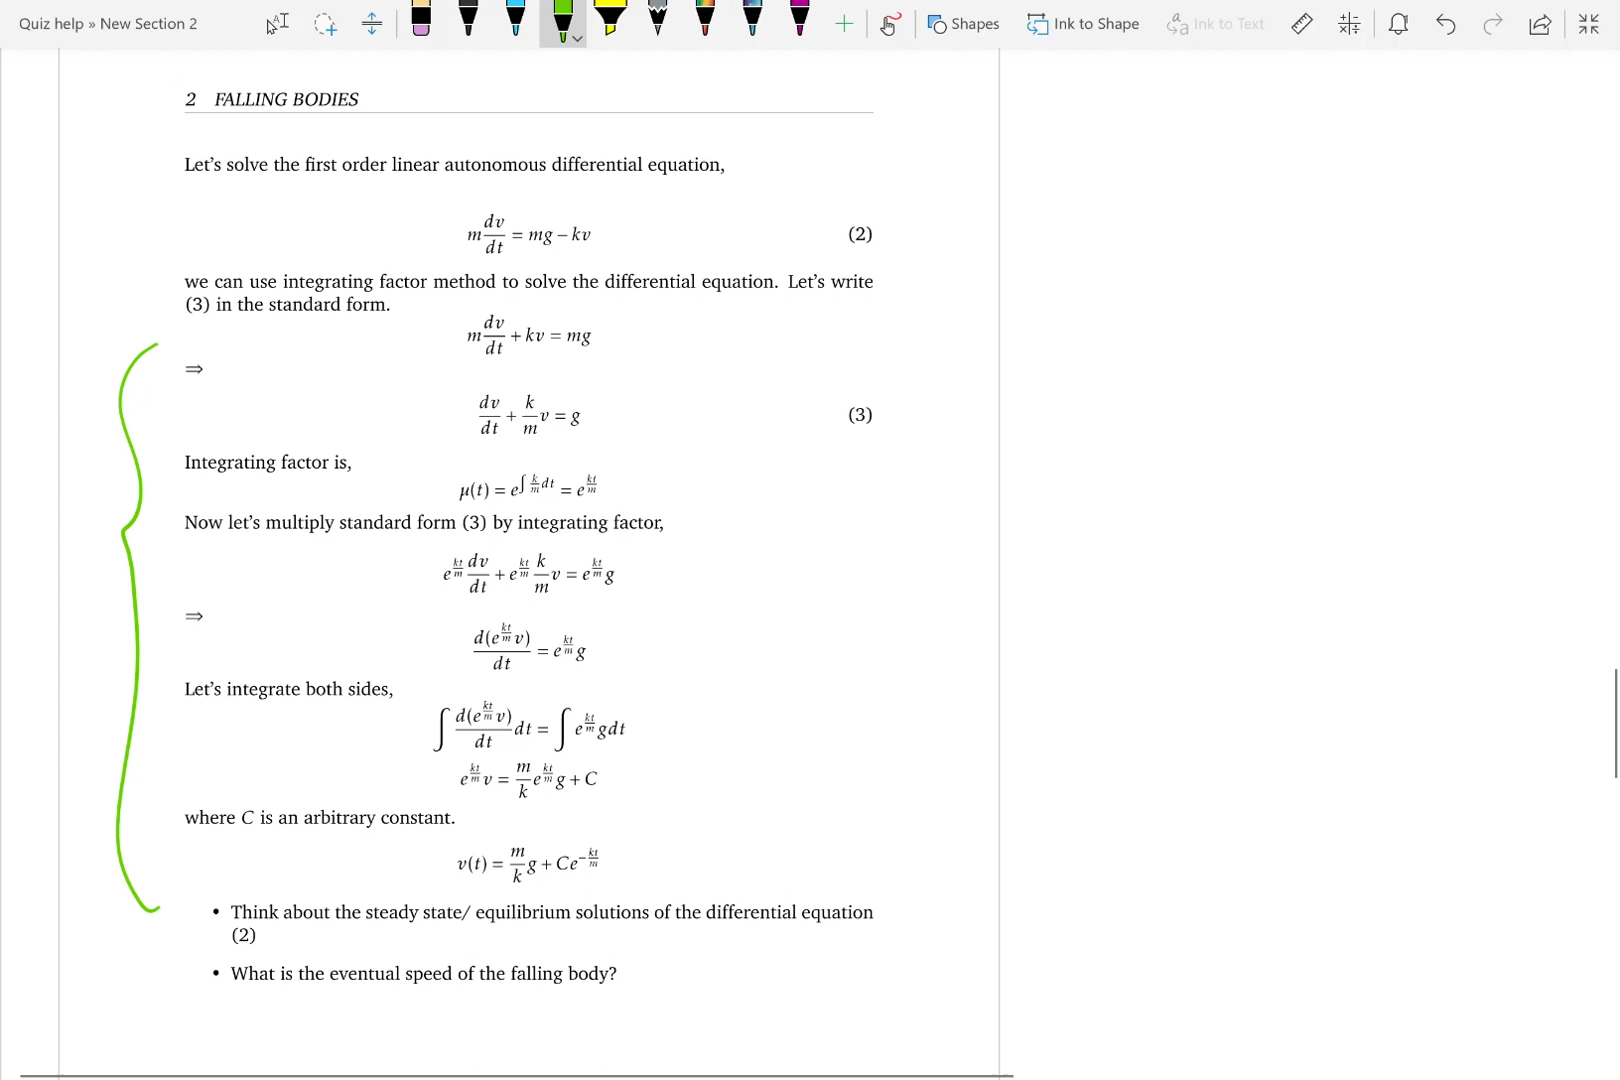 Quiz help » New Section 2
Shapes
Ink to Shape
Ink to Text
2 FALLING BODIES
Let's solve the first order linear autonomous differential equation,
m dv/dt = mg − kv (2)
we can use integrating factor method to solve the differential equation. Let's write
(3) in the standard form.
m dv/dt + kv = mg
⇒
dv/dt + k/m v = g (3)
Integrating factor is,
μ(t) = e^{∫ k/m dt} = e^{kt/m}
Now let's multiply standard form (3) by integrating factor,
e^{kt/m} dv/dt + e^{kt/m} k/m v = e^{kt/m} g
⇒
d(e^{kt/m} v)/dt = e^{kt/m} g
Let's integrate both sides,
∫ d(e^{kt/m} v)/dt dt = ∫ e^{kt/m} g dt
e^{kt/m} v = m/k e^{kt/m} g + C
where C is an arbitrary constant.
v(t) = m/k g + Ce^{−kt/m}
• Think about the steady state/ equilibrium solutions of the differential equation
(2)
• What is the eventual speed of the falling body?